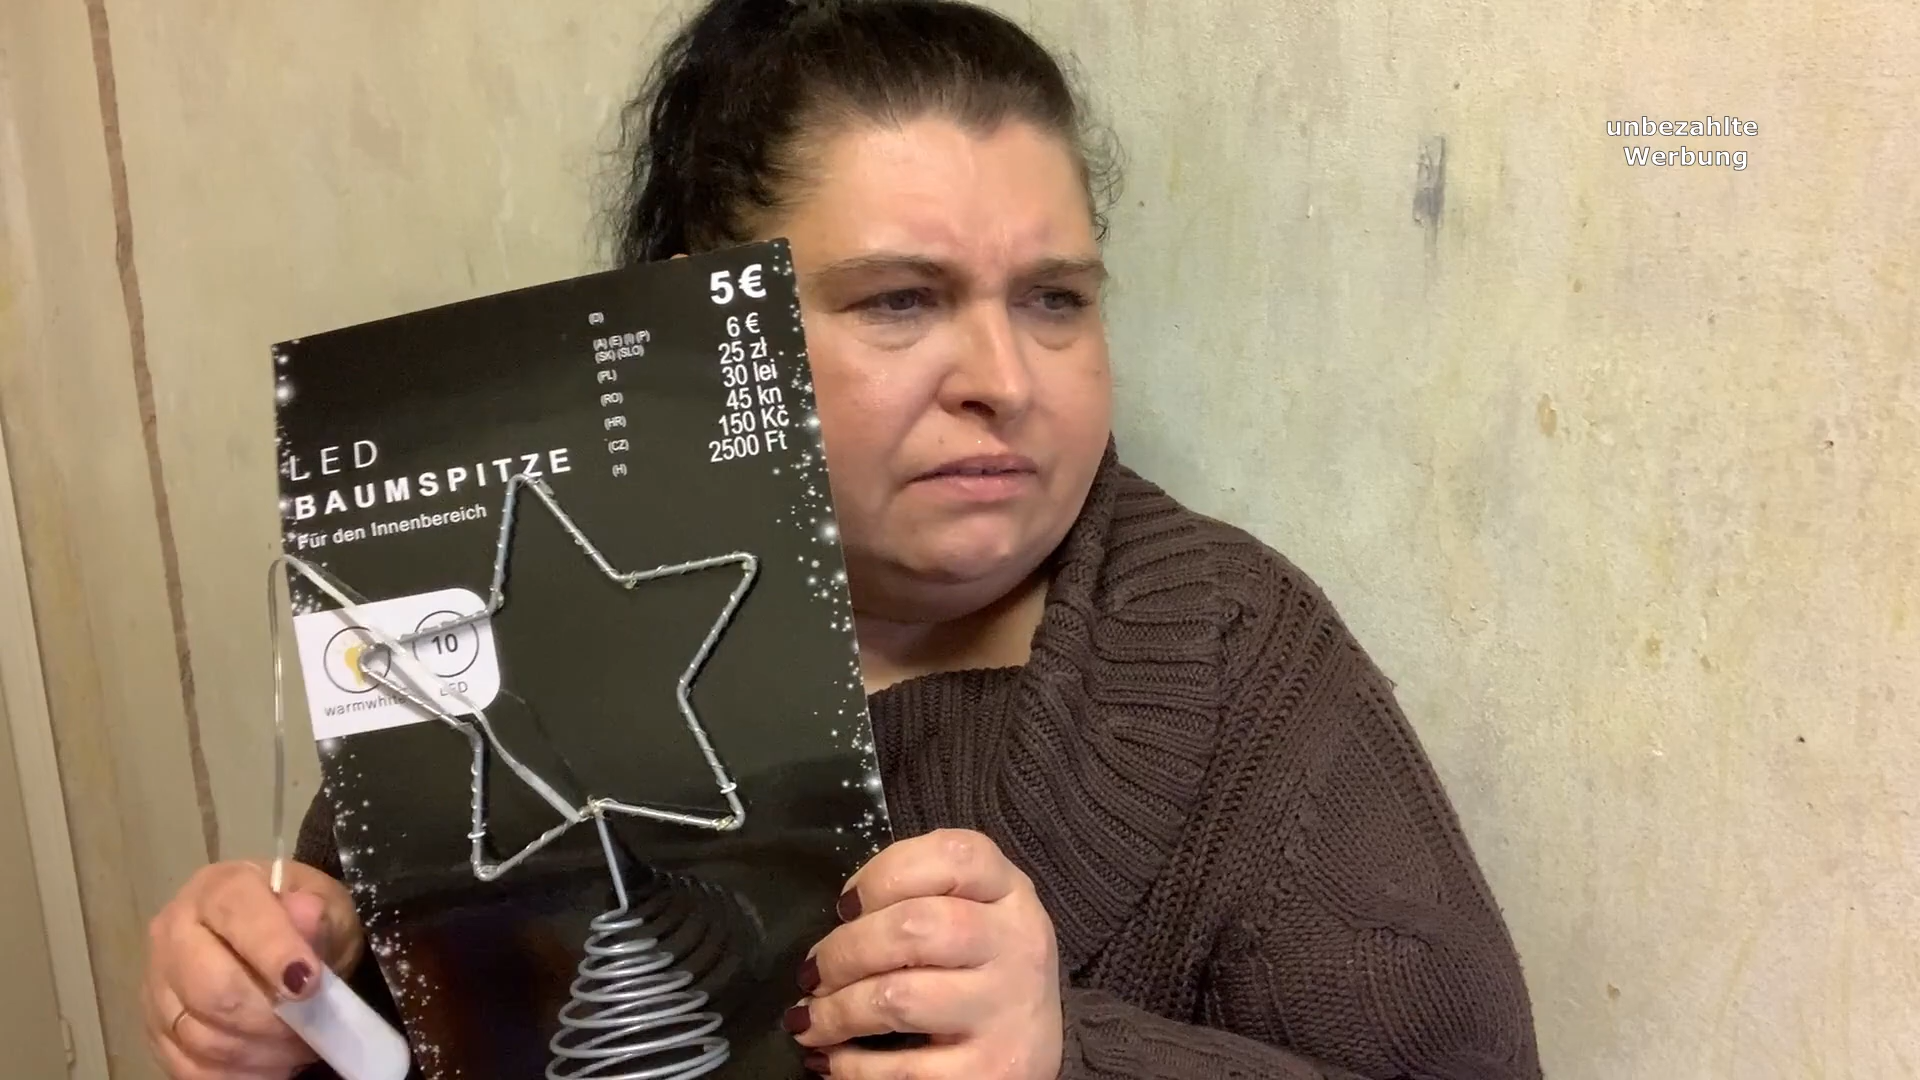 unbezahlte
Werbung
5 €
(D)
6 €
(A) (E) (I) (P)
(SK) (SLO)
25 zł
(PL)
30 lei
(RO)
45 kn
(HR)
150 Kč
(CZ)
2500 Ft
(H)
LED
BAUMSPITZE
Für den Innenbereich
10
warmwhite
LED